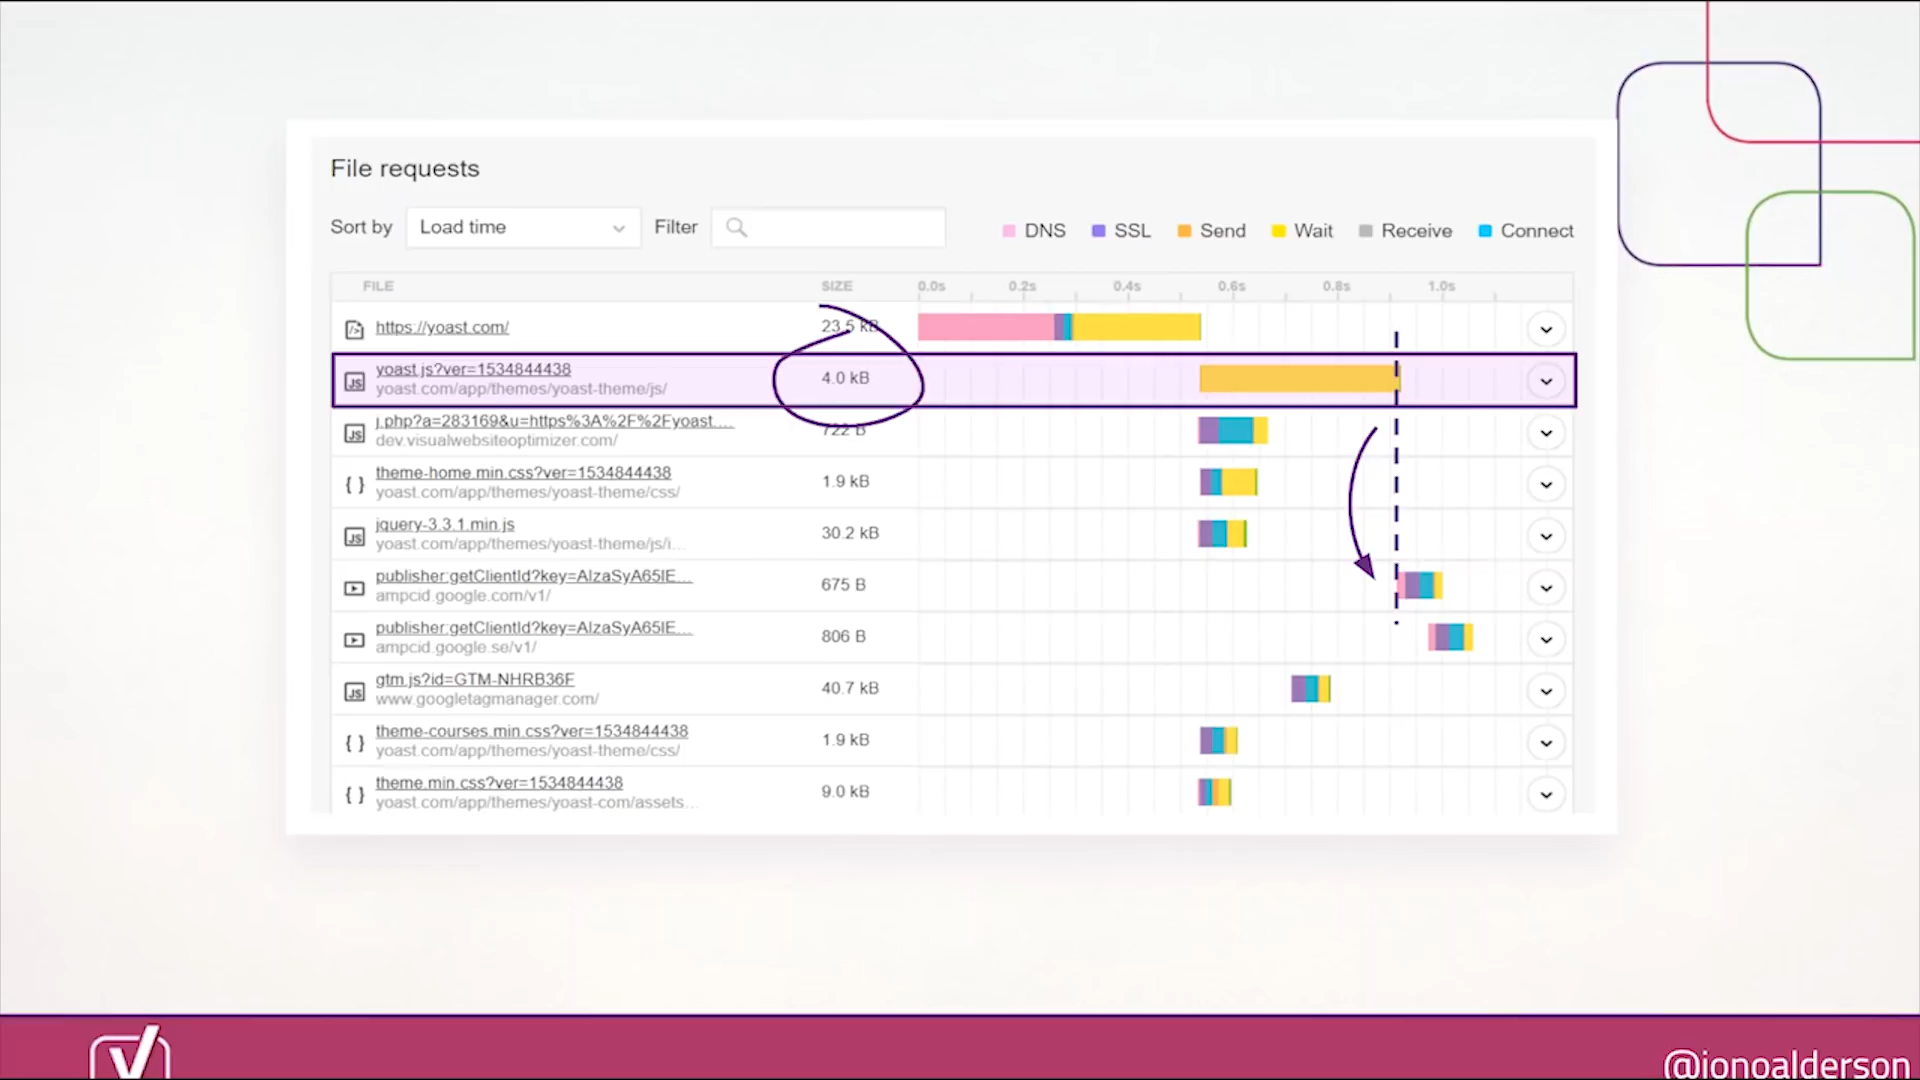 File requests
Sort by Load time Filter DNS SSL Send Wait Receive Connect
FILE SIZE 0.0s 0.2s 0.4s 0.6s 0.8s 1.0s
https://yoast.com/ 23.5 kB
yoast.js?ver=1534844438 4.0 kB
yoast.com/app/themes/yoast-theme/js/
j.php?a=283169&u=https%3A%2F%2Fyoast.... 722 B
dev.visualwebsiteoptimizer.com/
theme-home.min.css?ver=1534844438 1.9 kB
yoast.com/app/themes/yoast-theme/css/
jquery-3.3.1.min.js 30.2 kB
yoast.com/app/themes/yoast-theme/js/i...
publisher:getClientId?key=AIzaSyA65lE... 675 B
ampcid.google.com/v1/
publisher:getClientId?key=AIzaSyA65lE... 806 B
ampcid.google.se/v1/
gtm.js?id=GTM-NHRB36F 40.7 kB
www.googletagmanager.com/
theme-courses.min.css?ver=1534844438 1.9 kB
yoast.com/app/themes/yoast-theme/css/
theme.min.css?ver=1534844438 9.0 kB
yoast.com/app/themes/yoast-com/assets...
@jonoalderson